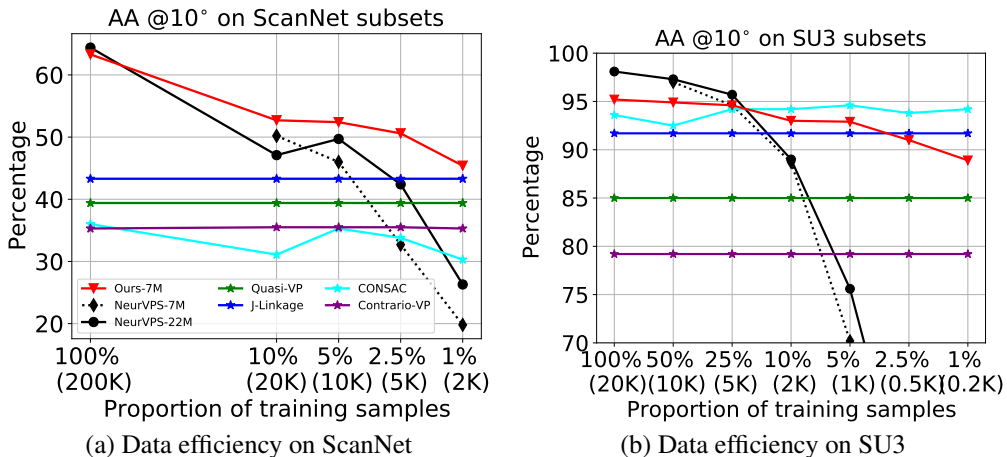 AA @10° on ScanNet subsets
Percentage
60
50
40
30
20
Ours-7M
NeurVPS-7M
NeurVPS-22M
Quasi-VP
J-Linkage
CONSAC
Contrario-VP
100% 10% 5% 2.5% 1%
(200K) (20K) (10K) (5K) (2K)
Proportion of training samples
(a) Data efficiency on ScanNet
AA @10° on SU3 subsets
Percentage
100
95
90
85
80
75
70
100% 50% 25% 10% 5% 2.5% 1%
(20K) (10K) (5K) (2K) (1K) (0.5K) (0.2K)
Proportion of training samples
(b) Data efficiency on SU3